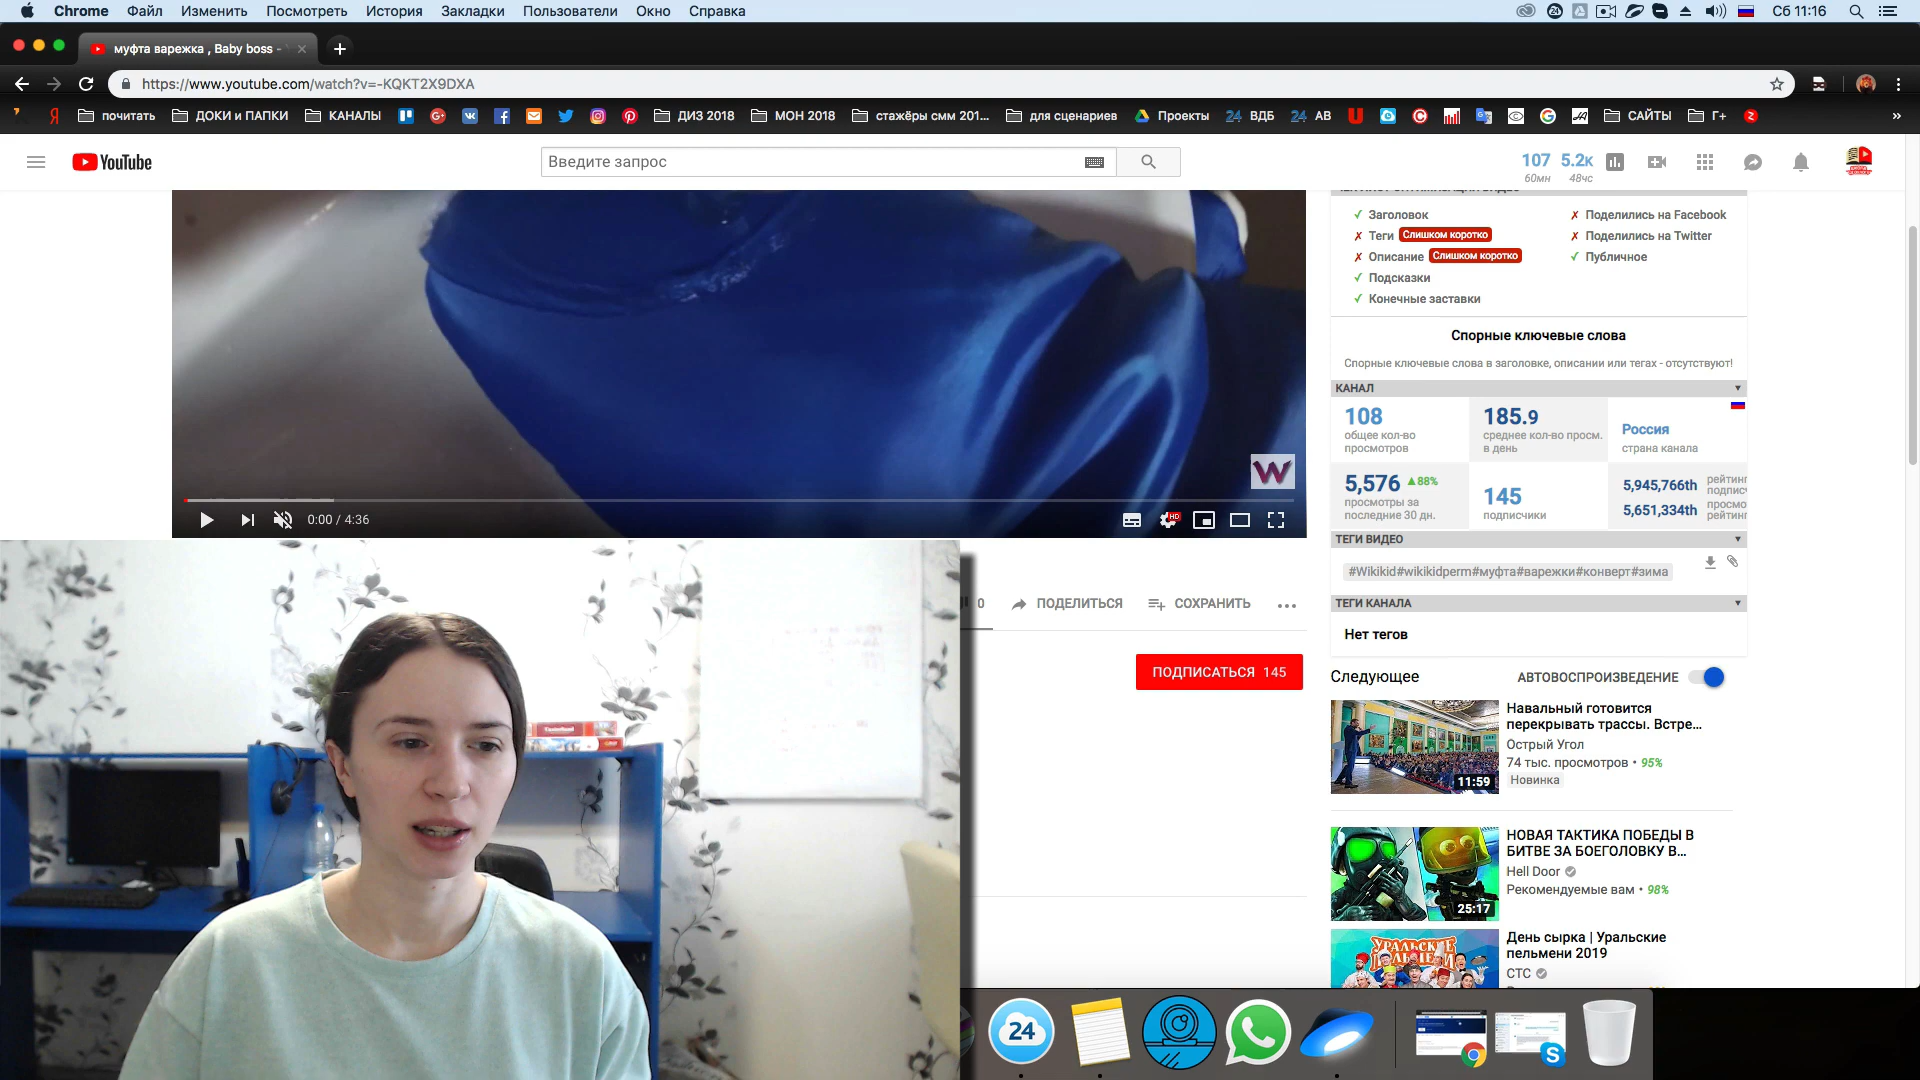 Chrome Файл Изменить Посмотреть История Закладки Пользователи Окно Справка
24 Сб 11:16
муфта варежка , Baby boss -
https://www.youtube.com/watch?v=-KQKT2X9DXA
Я почитать ДОКИ и ПАПКИ КАНАЛЫ ДИЗ 2018 МОН 2018 стажёры смм 201... для сценариев Проекты 24 ВДБ 24 АВ САЙТЫ Г+ »
YouTube
Введите запрос
107 5.2к
60мн 48чс
✓ Заголовок
✗ Теги Слишком коротко
✗ Описание Слишком коротко
✓ Подсказки
✓ Конечные заставки
✗ Поделились на Facebook
✗ Поделились на Twitter
✓ Публичное
Спорные ключевые слова
Спорные ключевые слова в заголовке, описании или тегах - отсутствуют!
КАНАЛ
108
общее кол-во
просмотров
185.9
среднее кол-во просм.
в день
Россия
страна канала
5,576 ▲88%
просмотры за
последние 30 дн.
145
подписчики
5,945,766th
5,651,334th
ТЕГИ ВИДЕО
#Wikikid#wikikidperm#муфта#варежки#конверт#зима
ТЕГИ КАНАЛА
Нет тегов
W
0:00 / 4:36
HD
0 ПОДЕЛИТЬСЯ СОХРАНИТЬ
ПОДПИСАТЬСЯ 145
Следующее АВТОВОСПРОИЗВЕДЕНИЕ
Навальный готовится
перекрывать трассы. Встре...
Острый Угол
74 тыс. просмотров • 95%
Новинка
11:59
НОВАЯ ТАКТИКА ПОБЕДЫ В
БИТВЕ ЗА БОЕГОЛОВКУ В...
Hell Door
Рекомендуемые вам • 98%
25:17
День сырка | Уральские
пельмени 2019
СТС
УРАЛЬСКИЕ
ПЕЛЬМЕНИ
24
S